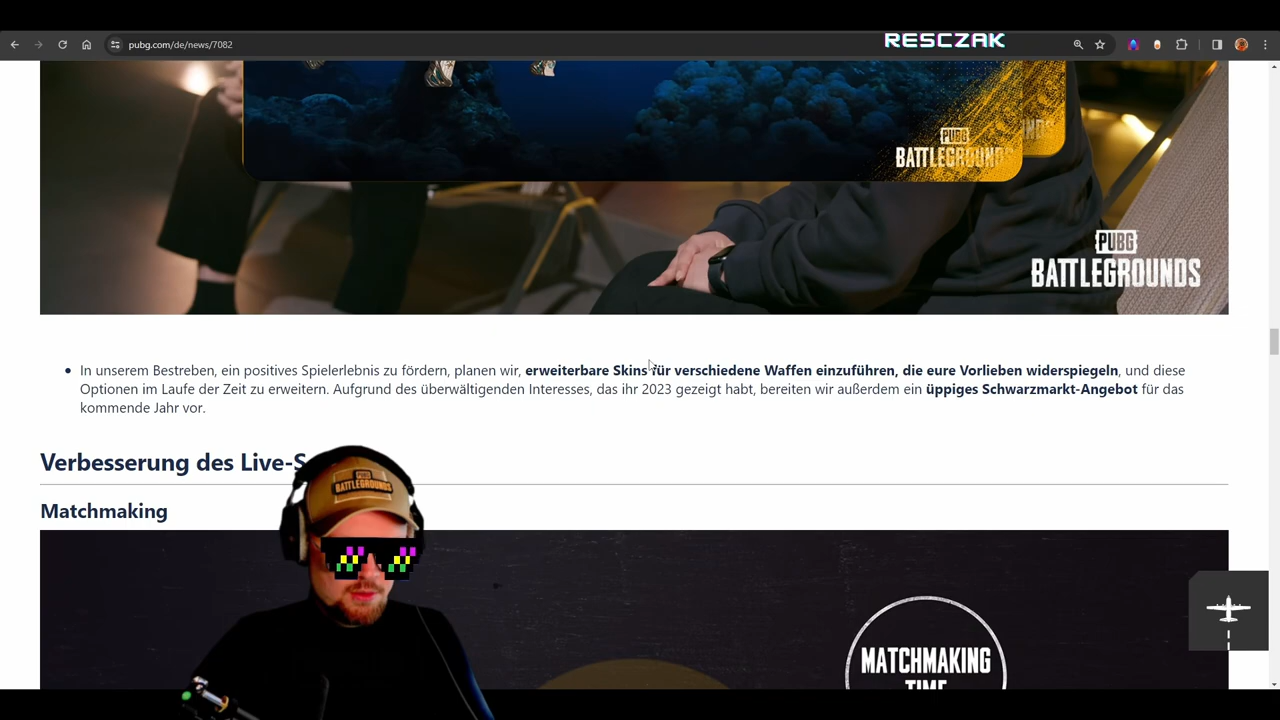 pubg.com/de/news/7082
RESCZAK
PUBG
BATTLEGROUNDS
PUBG
BATTLEGROUNDS
In unserem Bestreben, ein positives Spielerlebnis zu fördern, planen wir, erweiterbare Skins für verschiedene Waffen einzuführen, die eure Vorlieben widerspiegeln, und diese
Optionen im Laufe der Zeit zu erweitern. Aufgrund des überwältigenden Interesses, das ihr 2023 gezeigt habt, bereiten wir außerdem ein üppiges Schwarzmarkt-Angebot für das
kommende Jahr vor.
Verbesserung des Live-S
Matchmaking
PUBG
BATTLEGROUNDS
MATCHMAKING
TIME